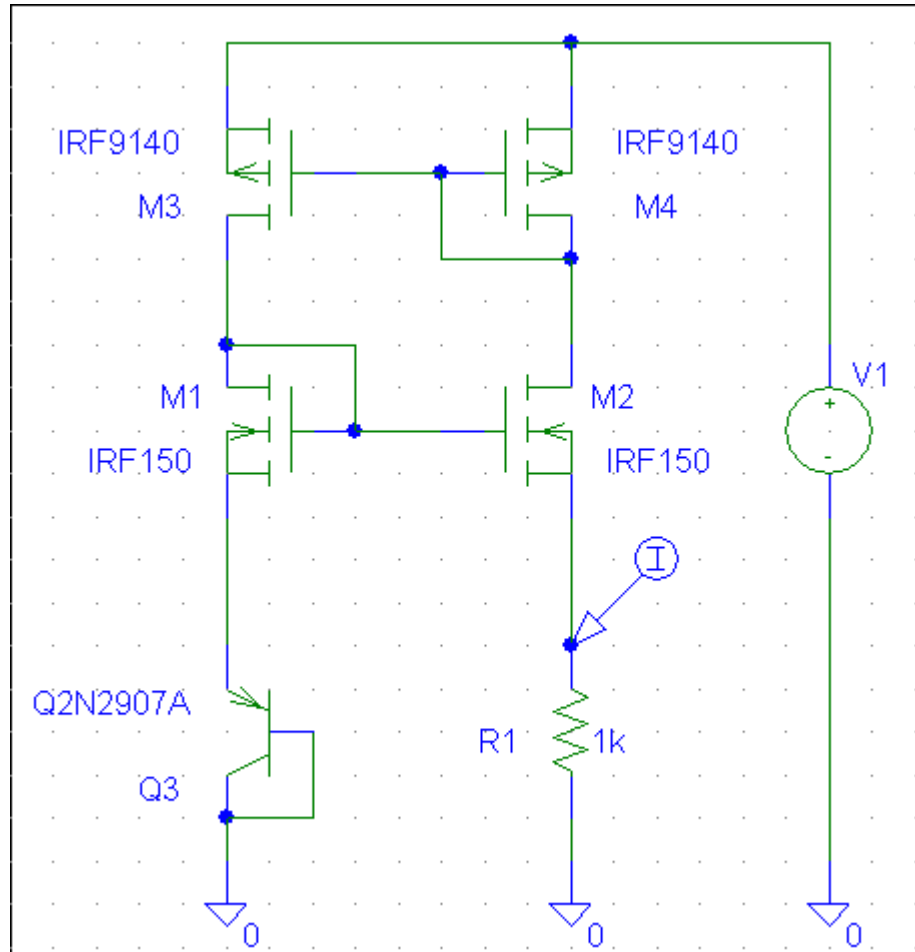 IRF9140
IRF9140
M3
M4
M1
M2
V1
+
-
IRF150
IRF150
I
Q2N2907A
R1
1k
Q3
0
0
0